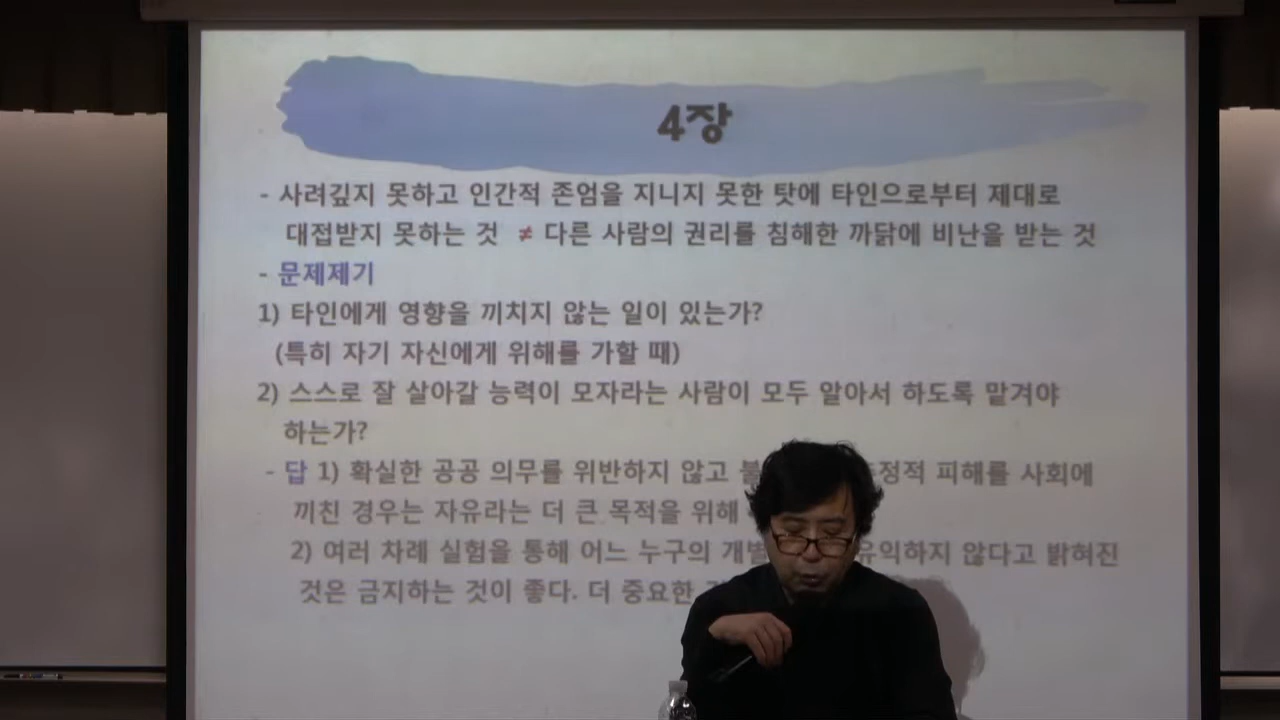 4장
- 사려깊지 못하고 인간적 존엄을 지니지 못한 탓에 타인으로부터 제대로
대접받지 못하는 것 ≠ 다른 사람의 권리를 침해한 까닭에 비난을 받는 것
- 문제제기
1) 타인에게 영향을 끼치지 않는 일이 있는가?
(특히 자기 자신에게 위해를 가할 때)
2) 스스로 잘 살아갈 능력이 모자라는 사람이 모두 알아서 하도록 맡겨야
하는가?
- 답 1) 확실한 공공 의무를 위반하지 않고 피해를 사회에
끼친 경우는 자유라는 더 큰 목적을 위해
2) 여러 차례 실험을 통해 어느 누구의 유익하지 않다고 밝혀진
것은 금지하는 것이 좋다. 더 중요한